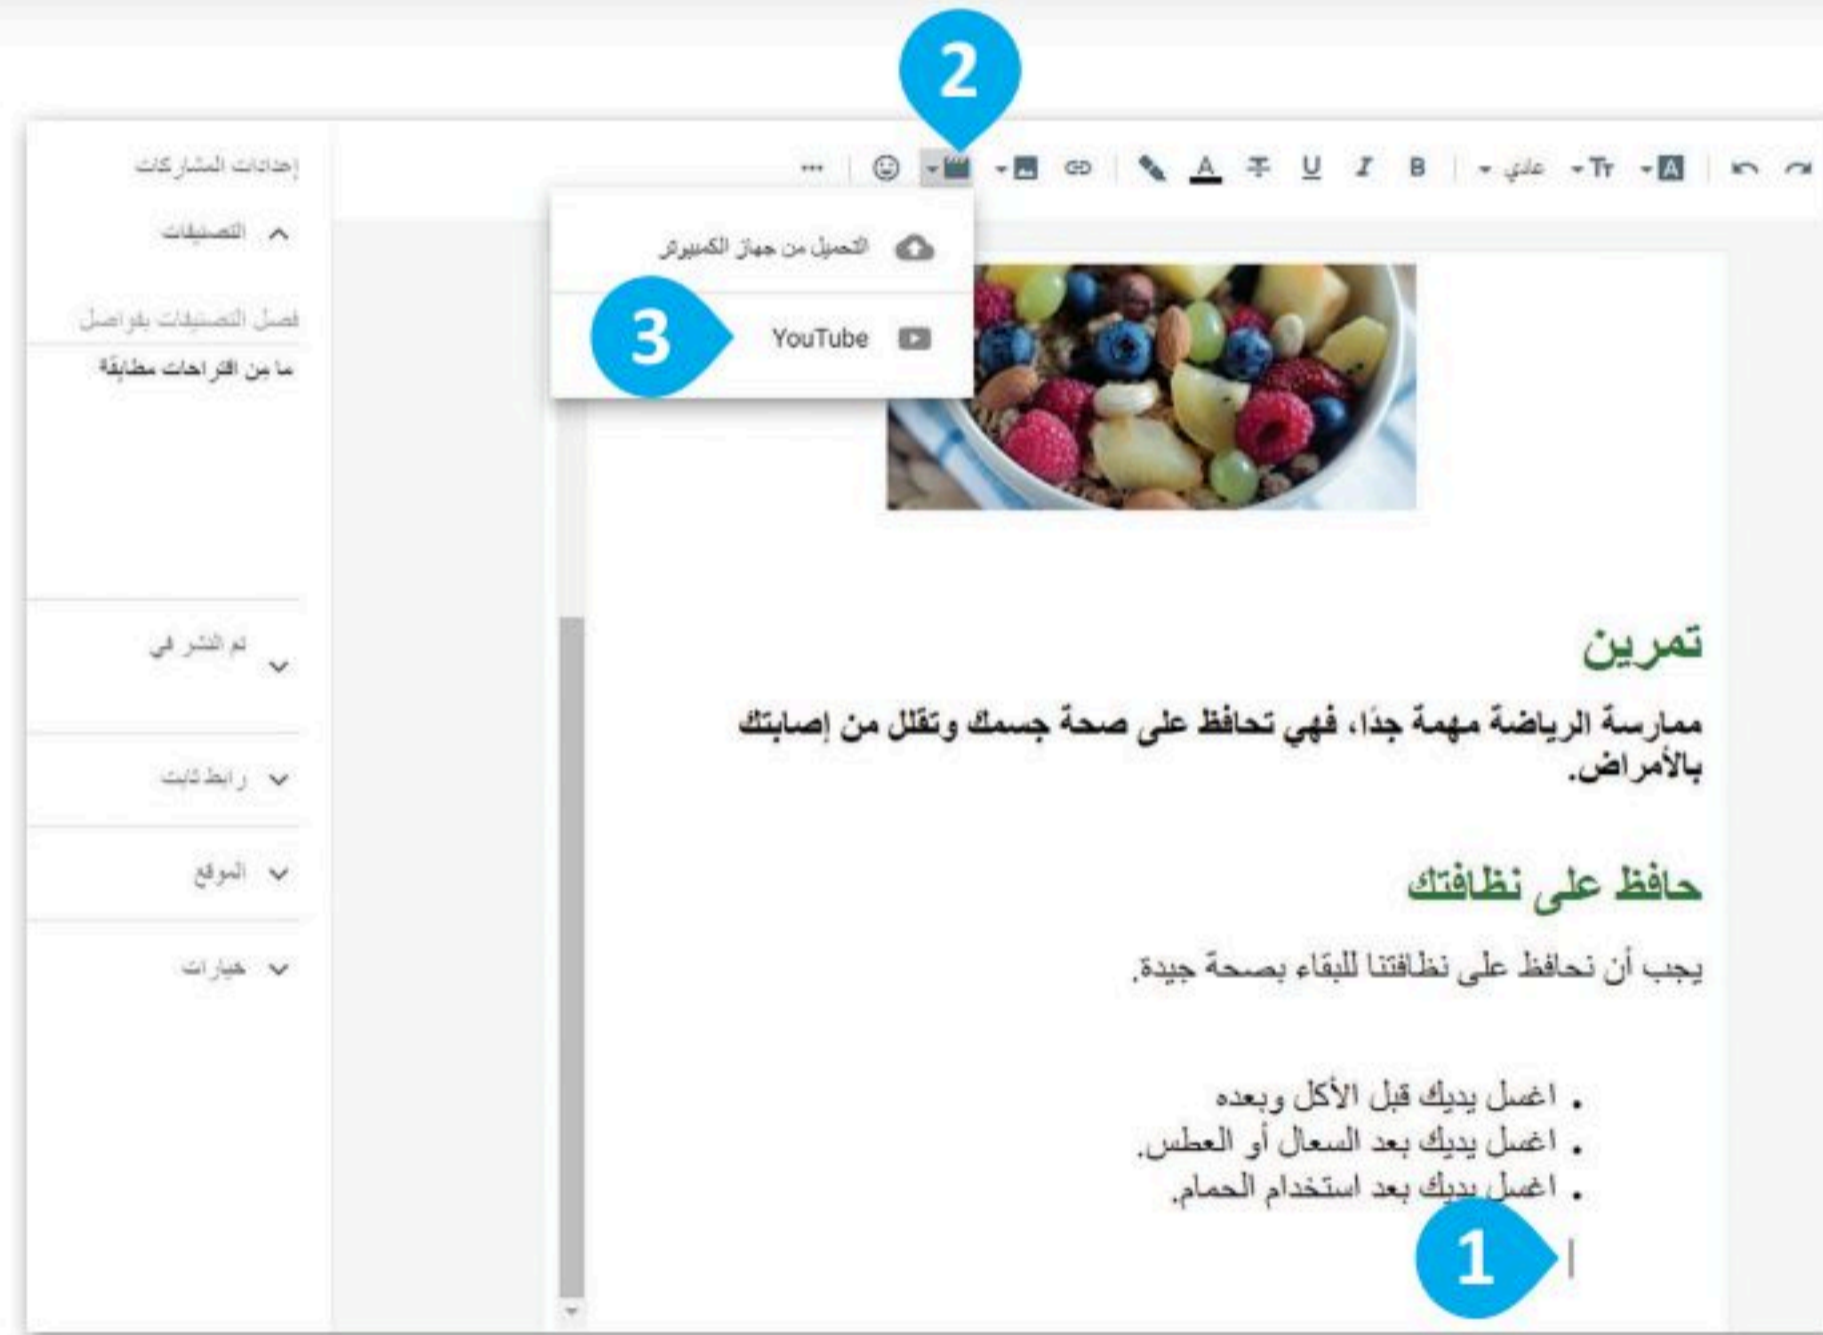 2
عادي
B I U A
إعدادات المشاركات
التصنيفات
فصل التصنيفات بفواصل
ما مِن اقتراحات مطابِقة
تم النشر في
رابط ثابت
الموقع
خيارات
التحميل من جهاز الكمبيوتر
3
YouTube
تمرين
ممارسة الرياضة مهمة جدًا، فهي تحافظ على صحة جسمك وتقلل من إصابتك
بالأمراض.
حافظ على نظافتك
يجب أن نحافظ على نظافتنا للبقاء بصحة جيدة.
• اغسل يديك قبل الأكل وبعده
• اغسل يديك بعد السعال أو العطس.
• اغسل يديك بعد استخدام الحمام.
1